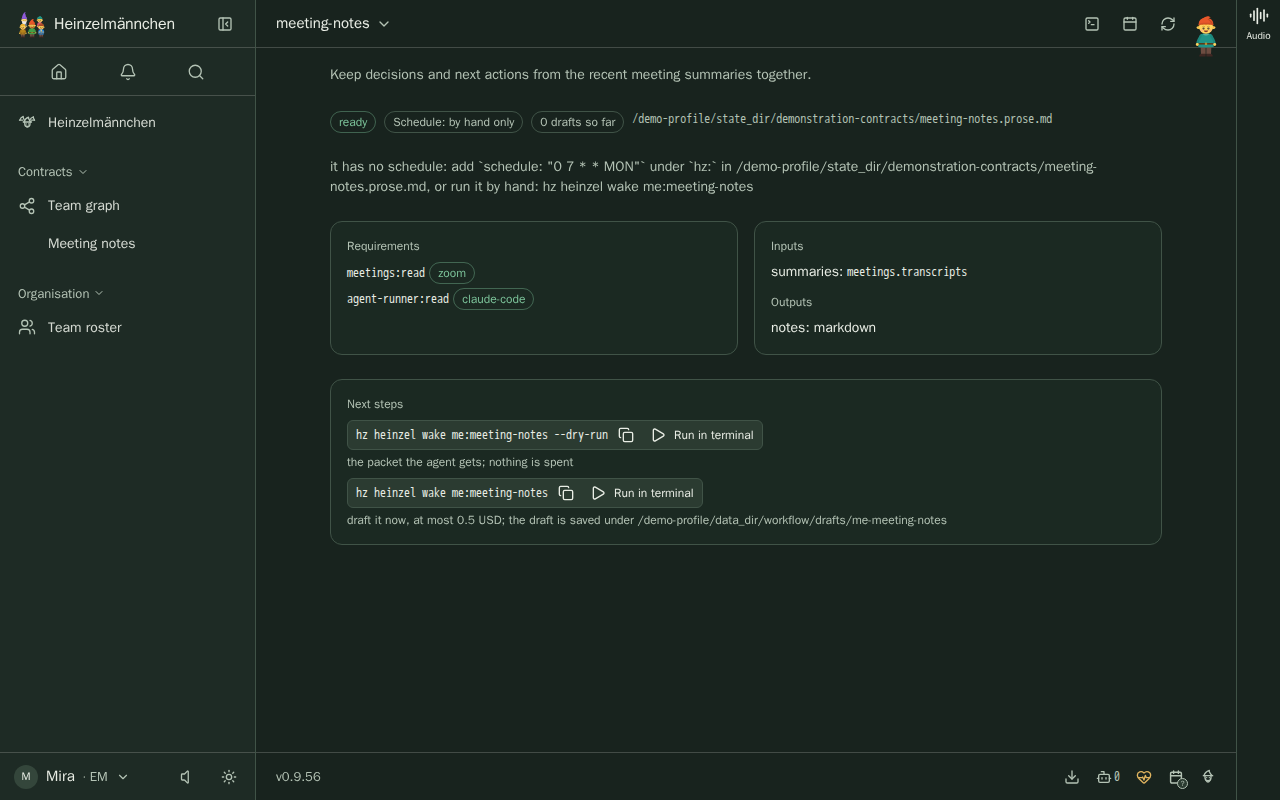 Heinzelmännchen
meeting-notes
Audio
Heinzelmännchen
Contracts
Team graph
Meeting notes
Organisation
Team roster
Keep decisions and next actions from the recent meeting summaries together.
ready
Schedule: by hand only
0 drafts so far
/demo-profile/state_dir/demonstration-contracts/meeting-notes.prose.md
it has no schedule: add `schedule: "0 7 * * MON"` under `hz:` in /demo-profile/state_dir/demonstration-contracts/meeting-
notes.prose.md, or run it by hand: hz heinzel wake me:meeting-notes
Requirements
meetings:read zoom
agent-runner:read claude-code
Inputs
summaries: meetings.transcripts
Outputs
notes: markdown
Next steps
hz heinzel wake me:meeting-notes --dry-run Run in terminal
the packet the agent gets; nothing is spent
hz heinzel wake me:meeting-notes Run in terminal
draft it now, at most 0.5 USD; the draft is saved under /demo-profile/data_dir/workflow/drafts/me-meeting-notes
M Mira · EM
v0.9.56
0
?